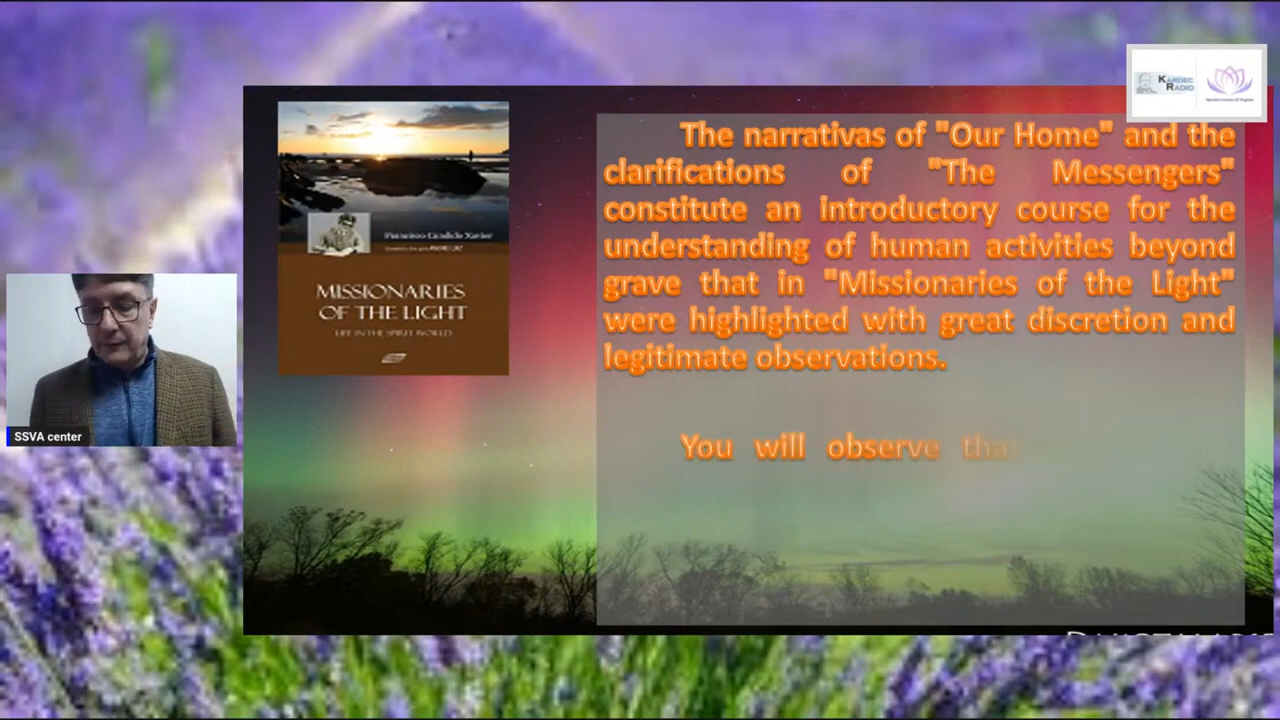 KARDEC
RADIO
The narrativas of "Our Home" and the
clarifications of "The Messengers"
constitute an introductory course for the
understanding of human activities beyond
grave that in "Missionaries of the Light"
were highlighted with great discretion and
legitimate observations.
You will observe that
Francisco Candido Xavier
MISSIONARIES
OF THE LIGHT
LIFE IN THE SPIRIT WORLD
SSVA center